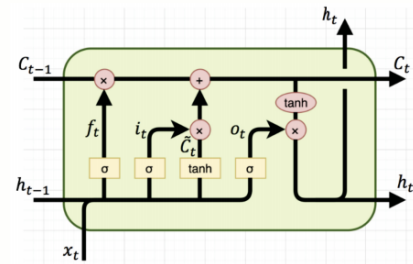 h_t
C_{t-1} × + C_t
tanh
f_t i_t × o_t ×
C̃_t
σ σ tanh σ
h_{t-1} h_t
x_t